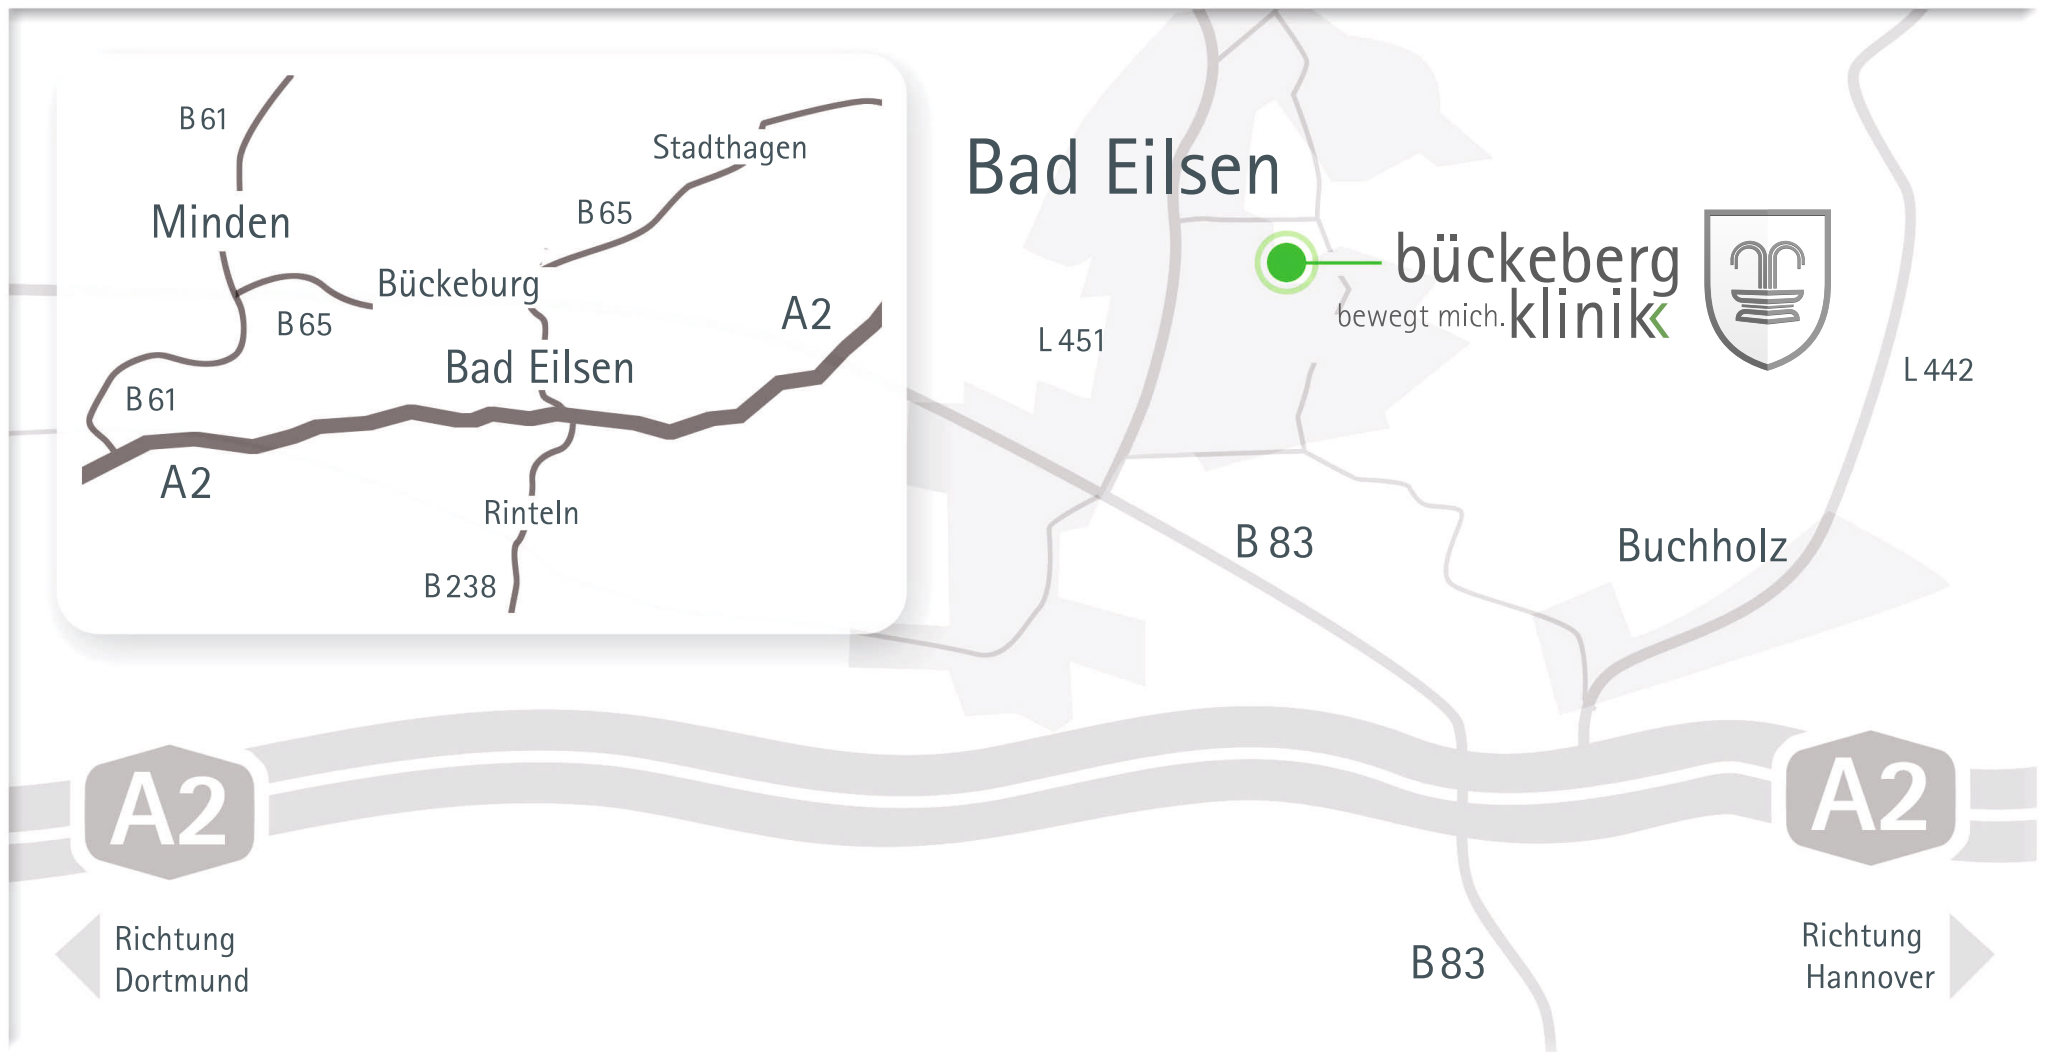 B 61
Stadthagen
B 65
Minden
Bückeburg
B 65
A2
Bad Eilsen
B 61
A2
Rinteln
B 238
Bad Eilsen
bückeberg
bewegt mich. klinik
L 451
L 442
B 83
Buchholz
A2
A2
Richtung
Dortmund
B 83
Richtung
Hannover